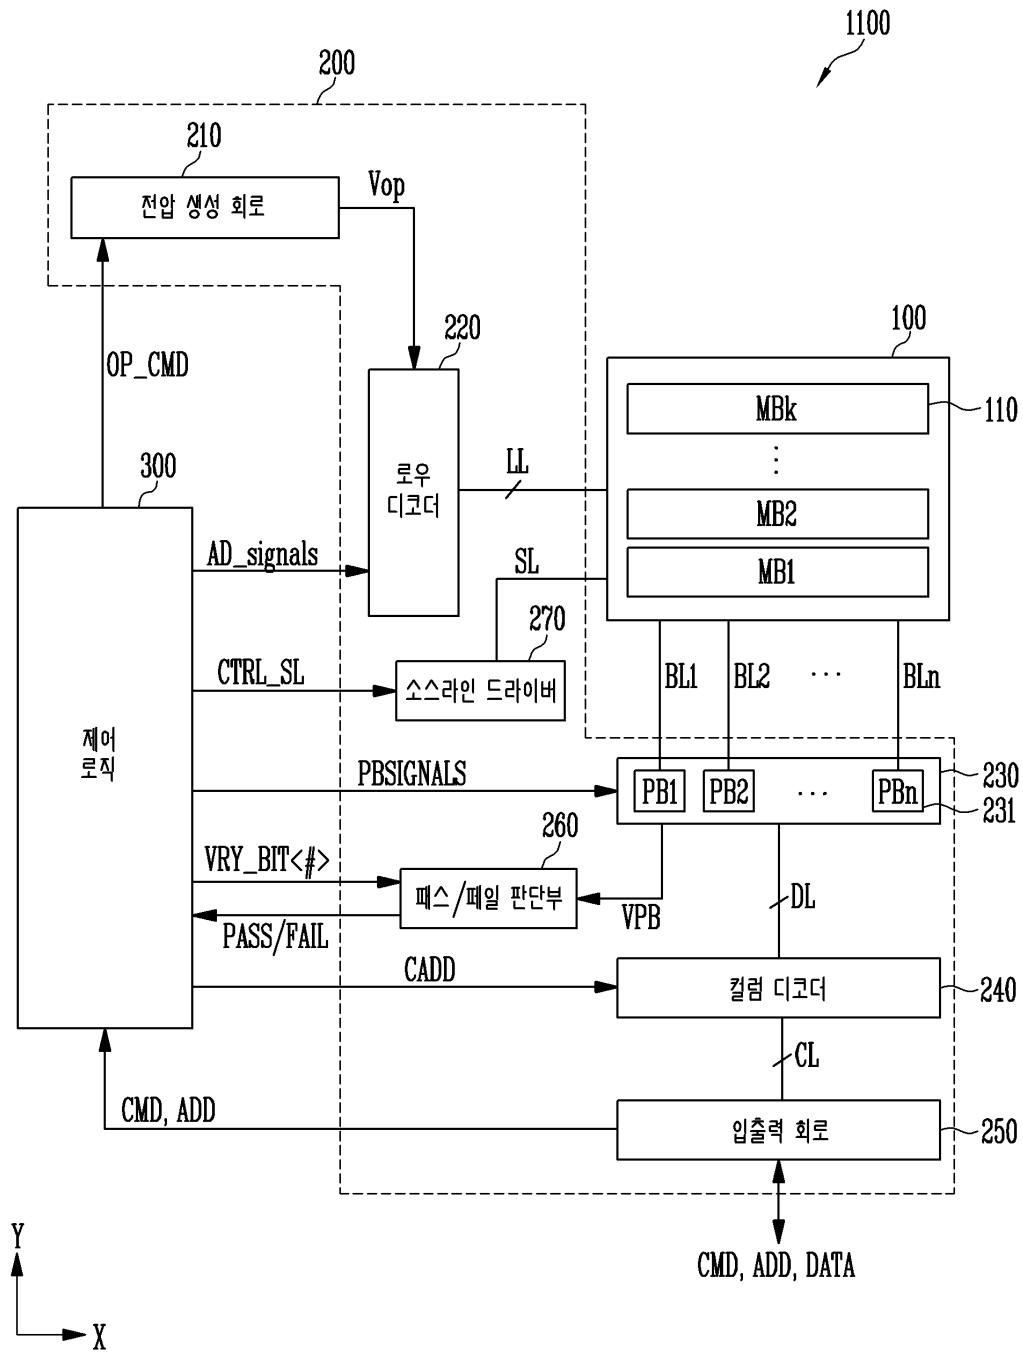 1100
200
210
전압 생성 회로
Vop
OP_CMD
220
로우
디코더
100
MBk
110
MB2
MB1
LL
SL
300
제어
로직
AD_signals
270
소스라인 드라이버
CTRL_SL
BL1
BL2
...
BLn
PBSIGNALS
PB1
PB2
...
PBn
230
231
VRY_BIT<#>
260
패스/페일 판단부
PASS/FAIL
VPB
DL
CADD
컬럼 디코더
240
CL
CMD, ADD
입출력 회로
250
CMD, ADD, DATA
Y
X